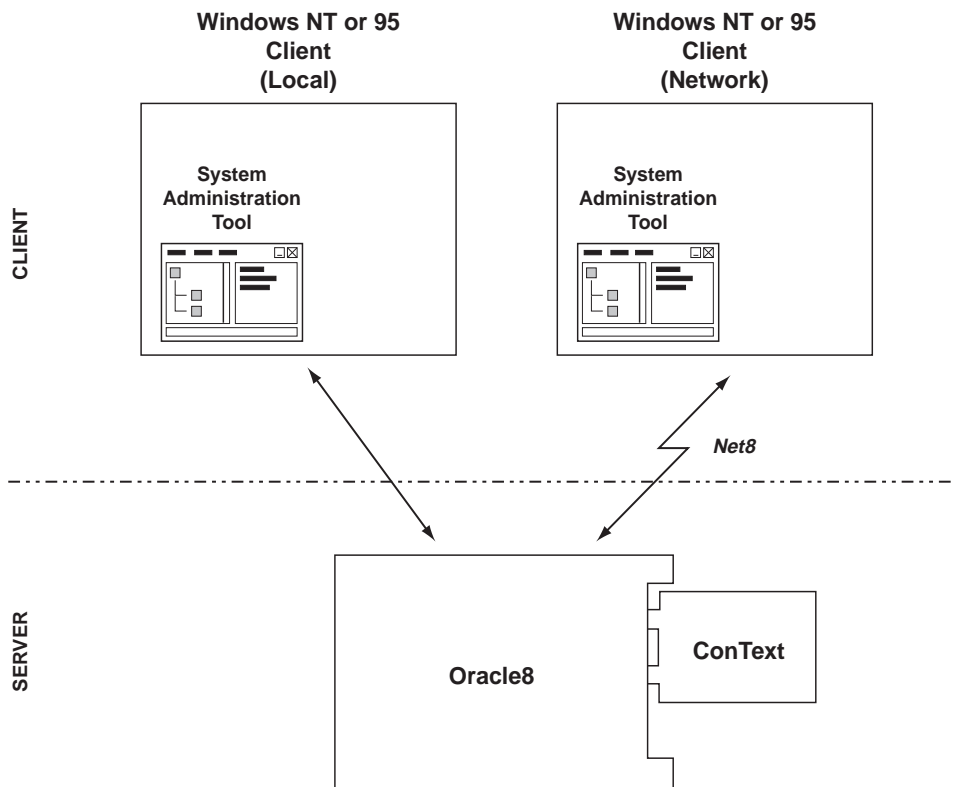 Windows NT or 95
Client
(Local)
Windows NT or 95
Client
(Network)
CLIENT
System
Administration
Tool
System
Administration
Tool
Net8
SERVER
Oracle8
ConText